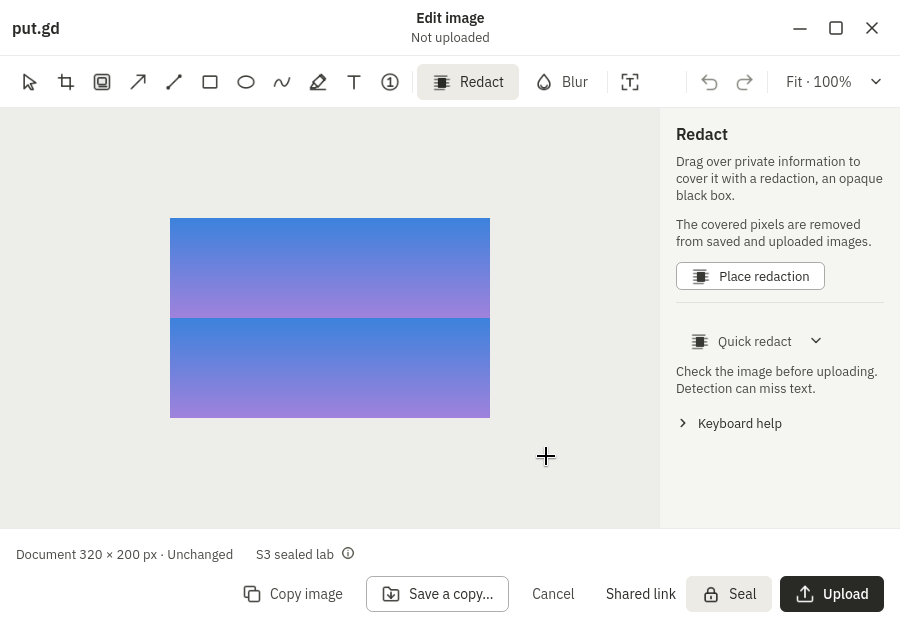 put.gd
Edit image
Not uploaded
T
1
Redact
Blur
T
Fit · 100%
Redact
Drag over private information to
cover it with a redaction, an opaque
black box.
The covered pixels are removed
from saved and uploaded images.
Place redaction
Quick redact
Check the image before uploading.
Detection can miss text.
Keyboard help
Document 320 × 200 px · Unchanged
S3 sealed lab
Copy image
Save a copy...
Cancel
Shared link
Seal
Upload